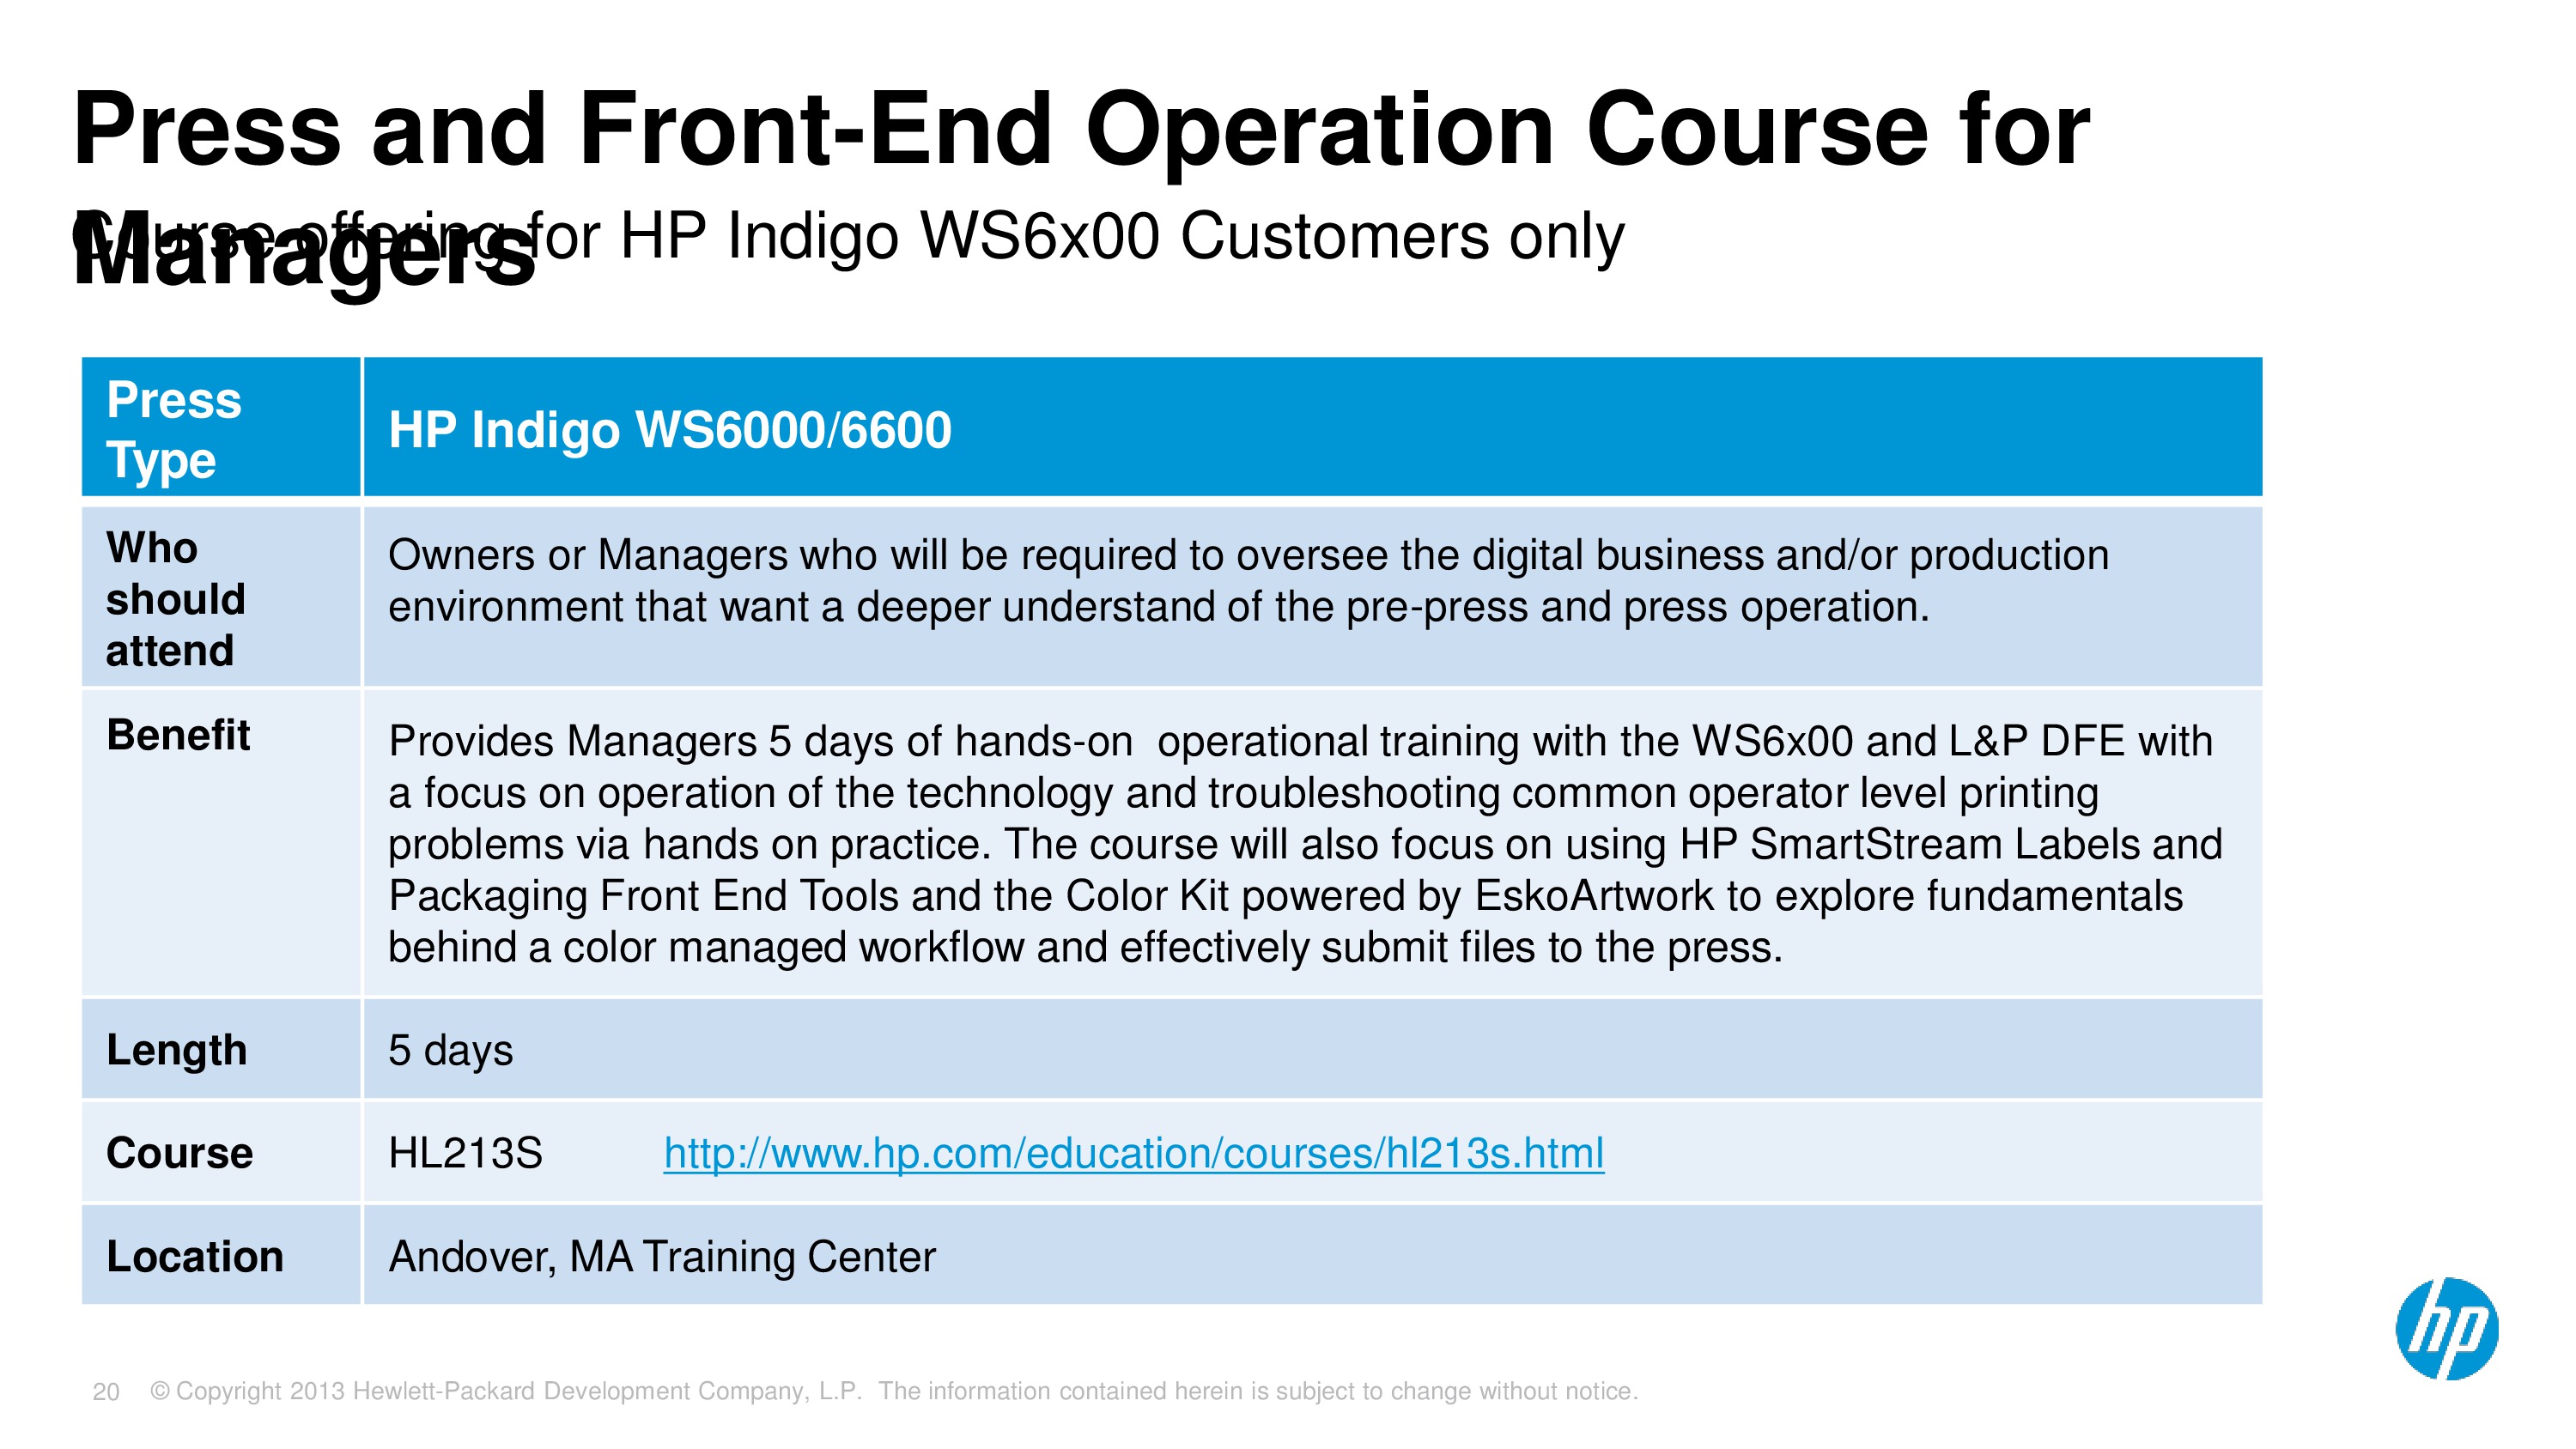 Press and Front-End Operation Course for
Managers
Course offering for HP Indigo WS6x00 Customers only
Press
Type
HP Indigo WS6000/6600
Who
should
attend
Owners or Managers who will be required to oversee the digital business and/or production
environment that want a deeper understand of the pre-press and press operation.
Benefit
Provides Managers 5 days of hands-on  operational training with the WS6x00 and L&P DFE with
a focus on operation of the technology and troubleshooting common operator level printing
problems via hands on practice. The course will also focus on using HP SmartStream Labels and
Packaging Front End Tools and the Color Kit powered by EskoArtwork to explore fundamentals
behind a color managed workflow and effectively submit files to the press.
Length
5 days
Course
HL213S http://www.hp.com/education/courses/hl213s.html
Location
Andover, MA Training Center
hp
20 © Copyright 2013 Hewlett-Packard Development Company, L.P.  The information contained herein is subject to change without notice.